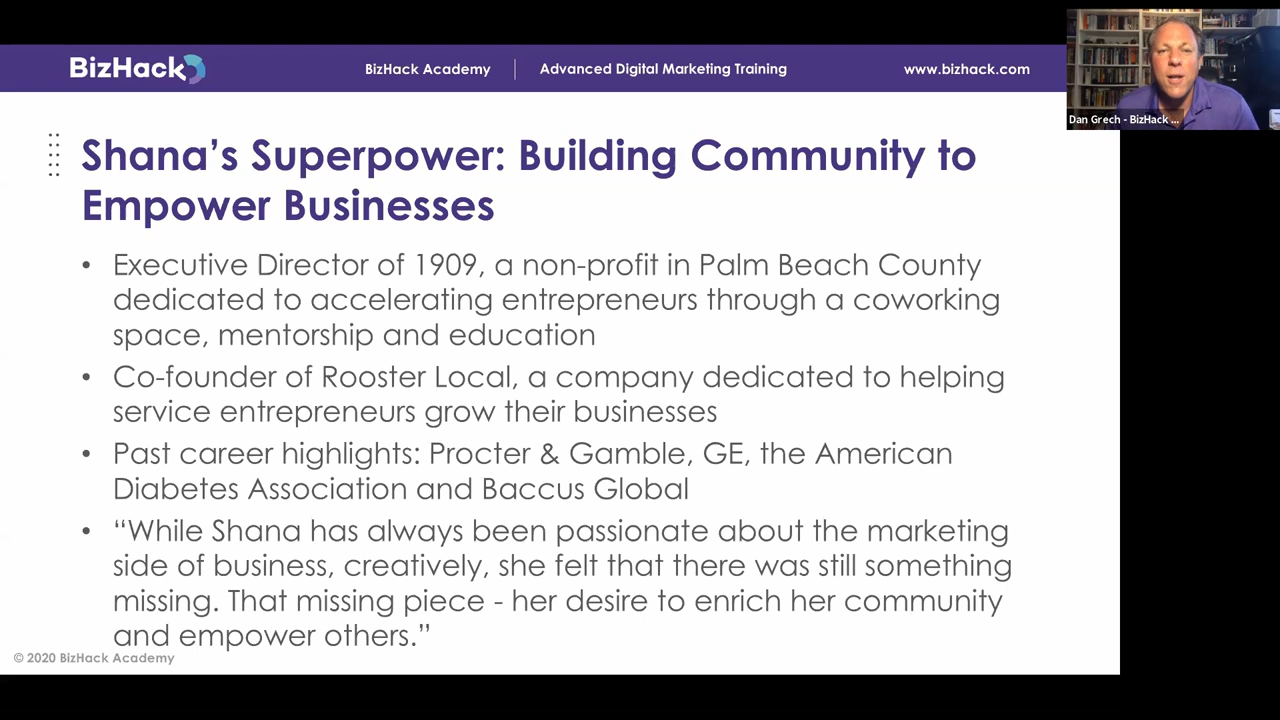 BizHack
BizHack Academy
Advanced Digital Marketing Training
www.bizhack.com
Dan Grech - BizHack ...
Shana’s Superpower: Building Community to
Empower Businesses
• Executive Director of 1909, a non-profit in Palm Beach County
dedicated to accelerating entrepreneurs through a coworking
space, mentorship and education
• Co-founder of Rooster Local, a company dedicated to helping
service entrepreneurs grow their businesses
• Past career highlights: Procter & Gamble, GE, the American
Diabetes Association and Baccus Global
• “While Shana has always been passionate about the marketing
side of business, creatively, she felt that there was still something
missing. That missing piece - her desire to enrich her community
and empower others.”
© 2020 BizHack Academy